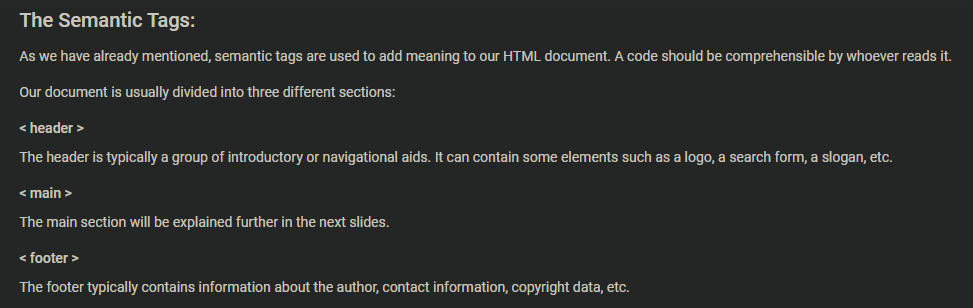 The Semantic Tags:
As we have already mentioned, semantic tags are used to add meaning to our HTML document. A code should be comprehensible by whoever reads it.
Our document is usually divided into three different sections:
< header >
The header is typically a group of introductory or navigational aids. It can contain some elements such as a logo, a search form, a slogan, etc.
< main >
The main section will be explained further in the next slides.
< footer >
The footer typically contains information about the author, contact information, copyright data, etc.